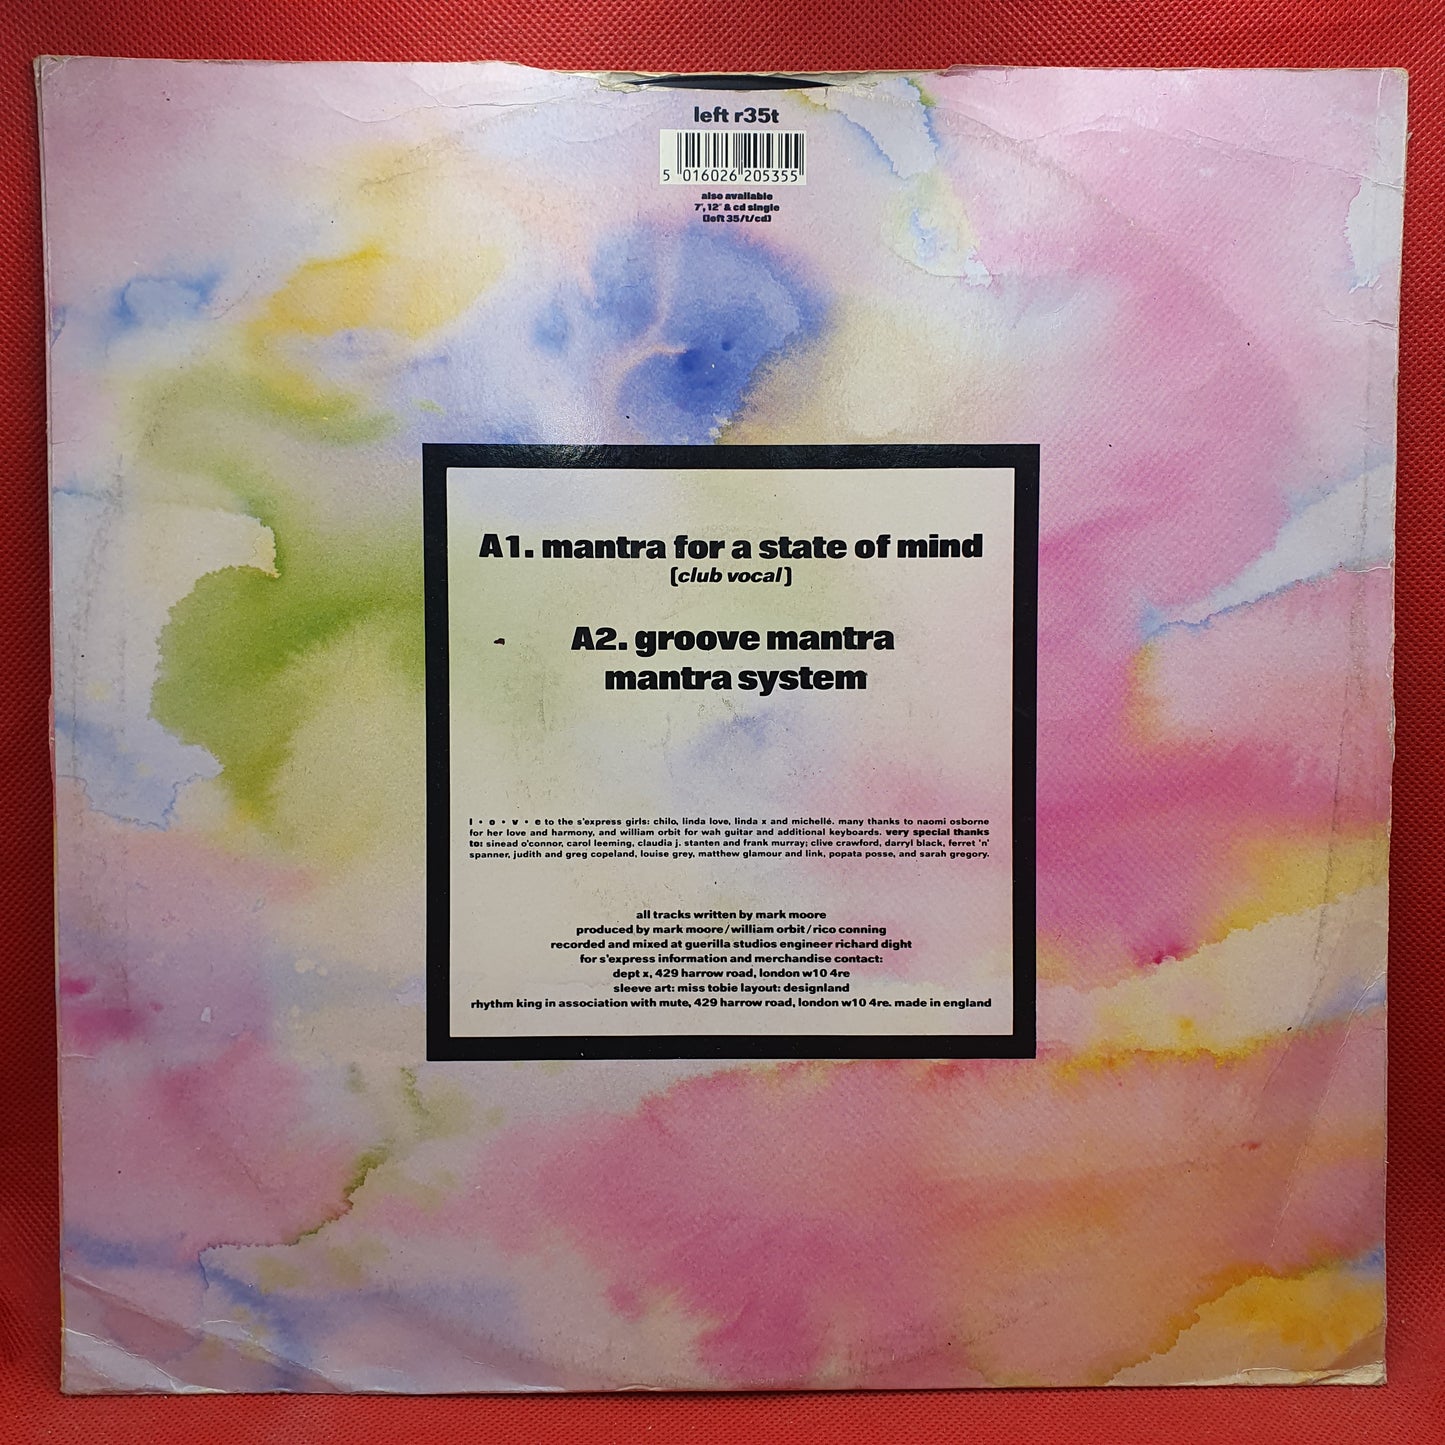 left r35t
5 016026 205355
also available
7", 12" & cd single
(left 35/t/cd)
A1. mantra for a state of mind
(club vocal)
A2. groove mantra
mantra system
l • o • v • e to the s'express girls: chilo, linda love, linda x and michellé. many thanks to naomi osborne
for her love and harmony, and william orbit for wah guitar and additional keyboards. very special thanks
to: sinead o'connor, carol leeming, claudia j. stanten and frank murray; clive crawford, darryl black, ferret 'n'
spanner, judith and greg copeland, louise grey, matthew glamour and link, popata posse, and sarah gregory.
all tracks written by mark moore
produced by mark moore/william orbit/rico conning
recorded and mixed at guerilla studios engineer richard dight
for s'express information and merchandise contact:
dept x, 429 harrow road, london w10 4re
sleeve art: miss tobie layout: designland
rhythm king in association with mute, 429 harrow road, london w10 4re. made in england